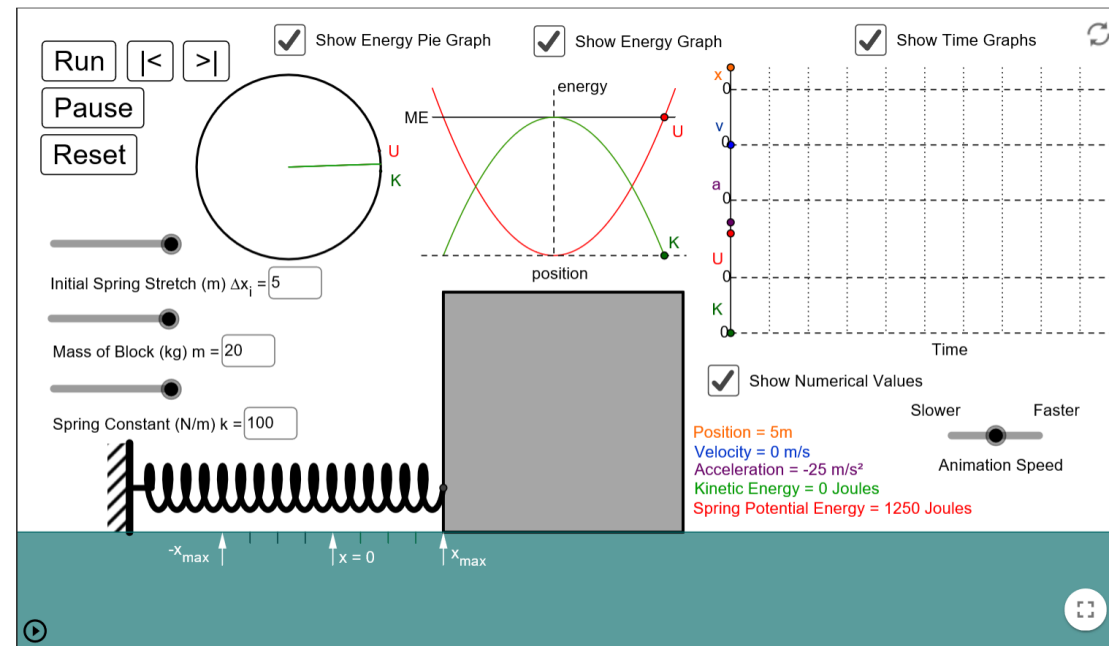 Run |< >|
Pause
Reset
Show Energy Pie Graph
Show Energy Graph
Show Time Graphs
U
K
energy
ME
U
K
position
x
0
v
0
a
0
U
0
K
0
Time
Initial Spring Stretch (m) Δxi = 5
Mass of Block (kg) m = 20
Spring Constant (N/m) k = 100
Show Numerical Values
Slower Faster
Animation Speed
Position = 5m
Velocity = 0 m/s
Acceleration = -25 m/s²
Kinetic Energy = 0 Joules
Spring Potential Energy = 1250 Joules
-xmax x = 0 xmax